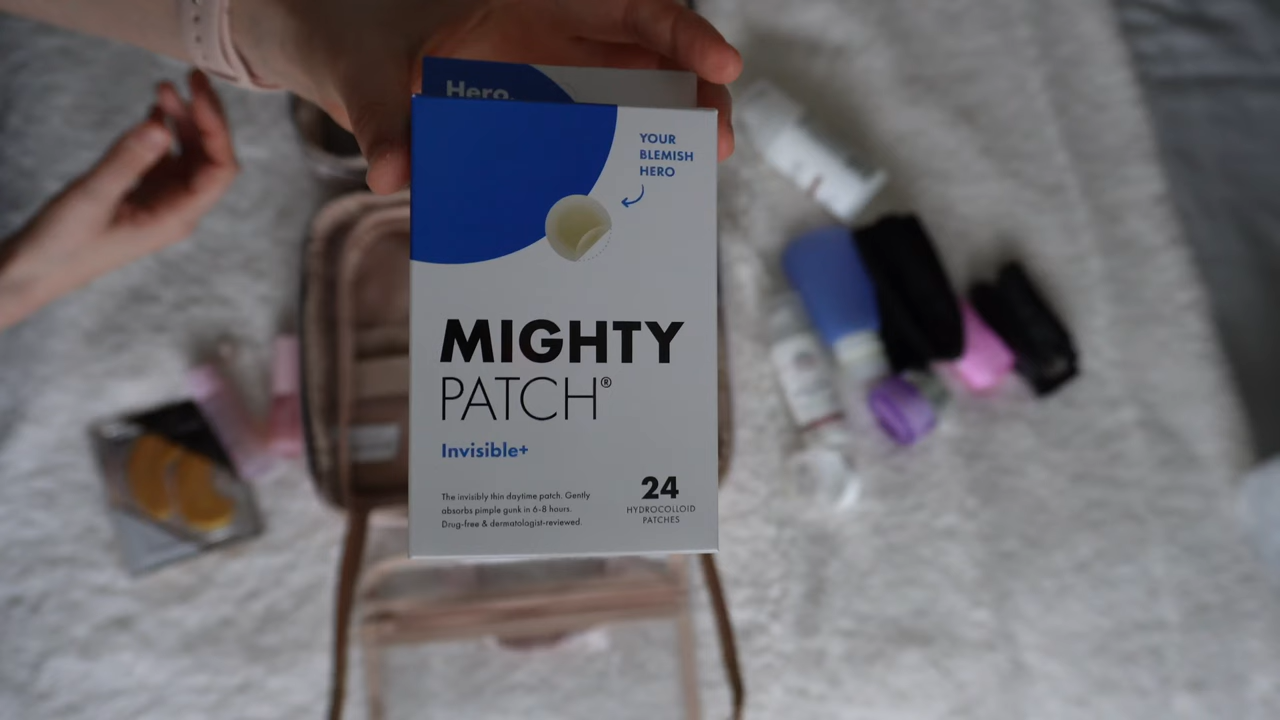 Hero.
YOUR
BLEMISH
HERO
MIGHTY
PATCH®
Invisible+
The invisibly thin daytime patch. Gently
absorbs pimple gunk in 6-8 hours.
Drug-free & dermatologist-reviewed.
24
HYDROCOLLOID
PATCHES